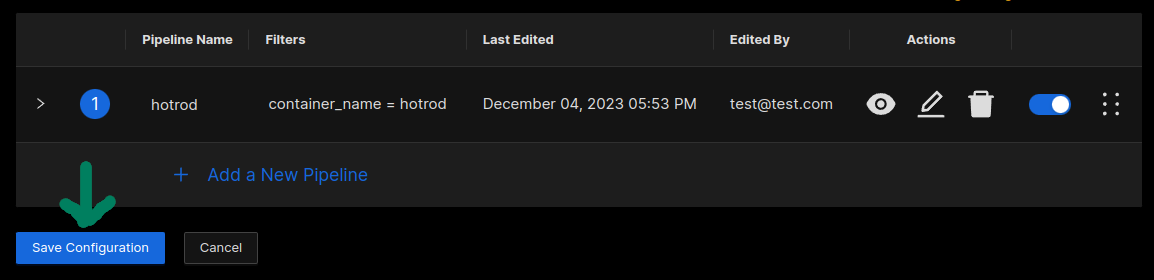 Pipeline Name Filters Last Edited Edited By Actions
1 hotrod container_name = hotrod December 04, 2023 05:53 PM test@test.com
+ Add a New Pipeline
Save Configuration Cancel